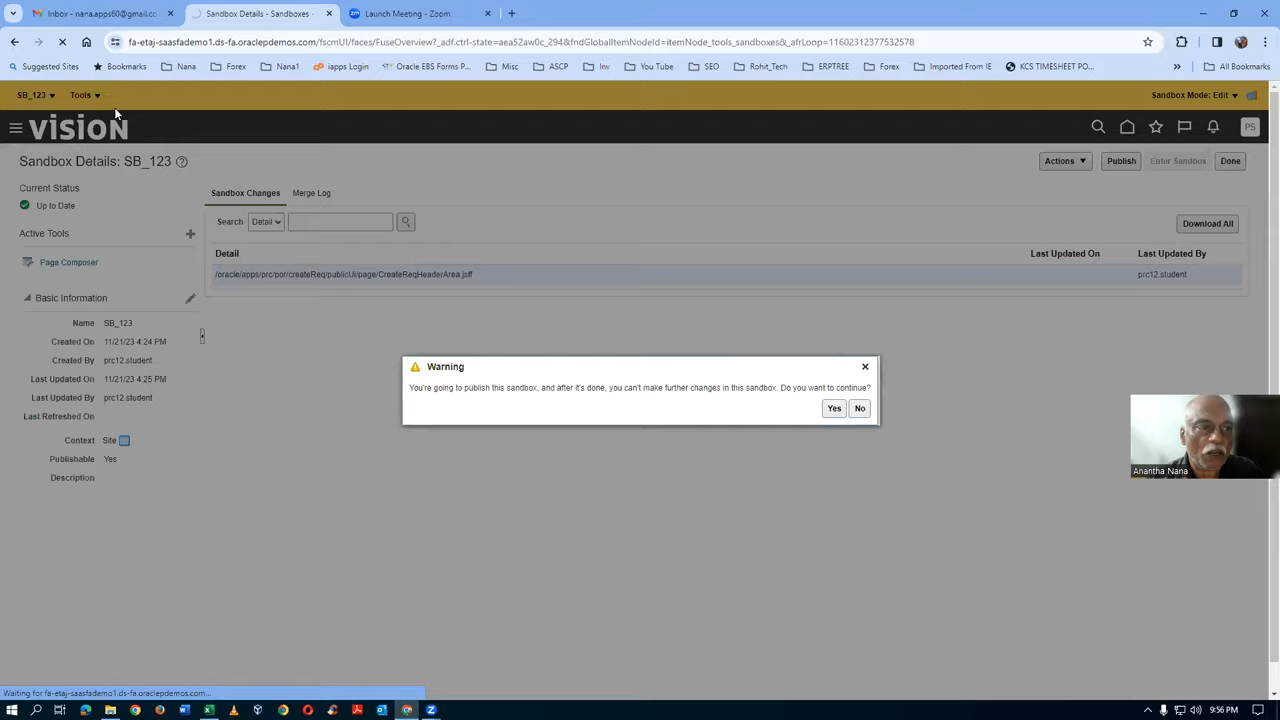 Inbox - nana.apps60@gmail.co
Sandbox Details - Sandboxes -
Launch Meeting - Zoom
fa-etaj-saasfademo1.ds-fa.oraclepdemos.com/fscmUI/faces/FuseOverview?_adf.ctrl-state=aea52aw0c_294&fndGlobalItemNodeId=itemNode_tools_sandboxes&_afrLoop=11602312377532578
Suggested Sites
Bookmarks
Nana
Forex
Nana1
iapps Login
Oracle EBS Forms P...
Misc
ASCP
Inv
You Tube
SEO
Rohit_Tech
ERPTREE
Forex
Imported From IE
KCS TIMESHEET PO...
All Bookmarks
SB_123
Tools
Sandbox Mode: Edit
VISION
PS
Sandbox Details: SB_123
Actions
Publish
Enter Sandbox
Done
Current Status
Up to Date
Active Tools
Page Composer
Basic Information
Name SB_123
Created On 11/21/23 4:24 PM
Created By prc12.student
Last Updated On 11/21/23 4:25 PM
Last Updated By prc12.student
Last Refreshed On
Context Site
Publishable Yes
Description
Sandbox Changes
Merge Log
Search Detail
Download All
Detail
Last Updated On
Last Updated By
/oracle/apps/prc/por/createReq/publicUi/page/CreateReqHeaderArea.jsff
prc12.student
Warning
You're going to publish this sandbox, and after it's done, you can't make further changes in this sandbox. Do you want to continue?
Yes
No
Anantha Nana
Waiting for fa-etaj-saasfademo1.ds-fa.oraclepdemos.com...
9:56 PM